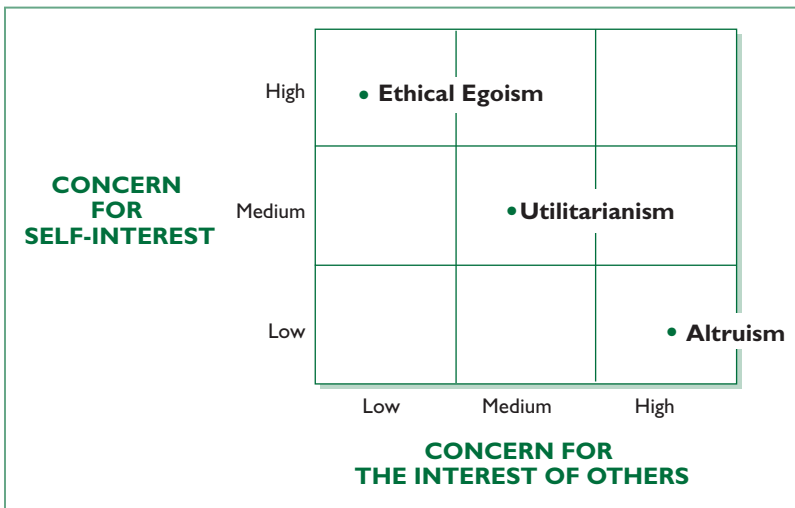 High
• Ethical Egoism
CONCERN
FOR
SELF-INTEREST
Medium
• Utilitarianism
Low
• Altruism
Low
Medium
High
CONCERN FOR
THE INTEREST OF OTHERS